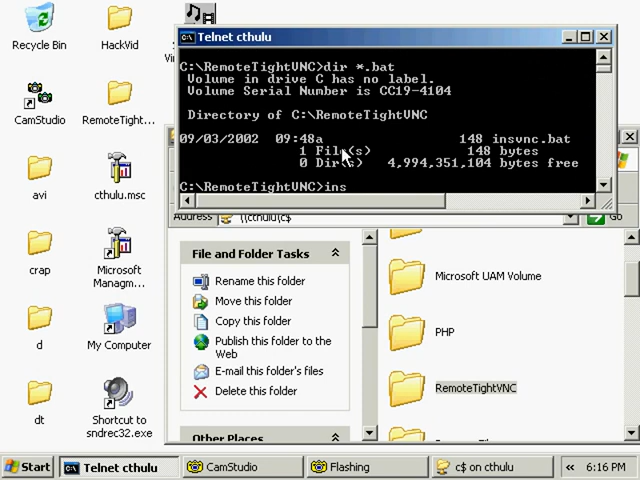 Recycle Bin
HackVid
CamStudio
RemoteTight...
avi
cthulu.msc
crap
Microsoft
Managm...
d
My Computer
dt
Shortcut to
sndrec32.exe
Telnet cthulu
C:\RemoteTightVNC>dir *.bat
Volume in drive C has no label.
Volume Serial Number is CC19-4104
Directory of C:\RemoteTightVNC
09/03/2002  09:48a                 148 insvnc.bat
1 File(s)            148 bytes
0 Dir(s)   4,994,351,104 bytes free
C:\RemoteTightVNC>ins
Address
\\cthulu\c$
Go
File and Folder Tasks
Rename this folder
Move this folder
Copy this folder
Publish this folder to the
Web
E-mail this folder's files
Delete this folder
Other Places
Microsoft UAM Volume
PHP
RemoteTightVNC
Start
Telnet cthulu
CamStudio
Flashing
c$ on cthulu
6:16 PM